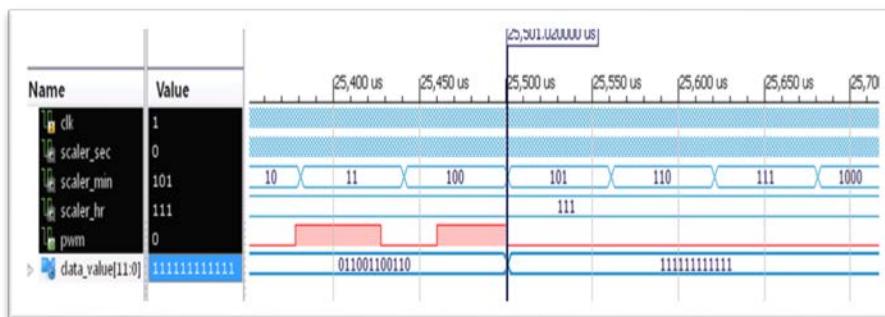 25,501.020000 us
25,400 us 25,450 us 25,500 us 25,550 us 25,600 us 25,650 us 25,70
Name Value
clk 1
scaler_sec 0
scaler_min 101 10 11 100 101 110 111 1000
scaler_hr 111 111
pwm 0
data_value[11:0] 111111111111 011001100110 111111111111